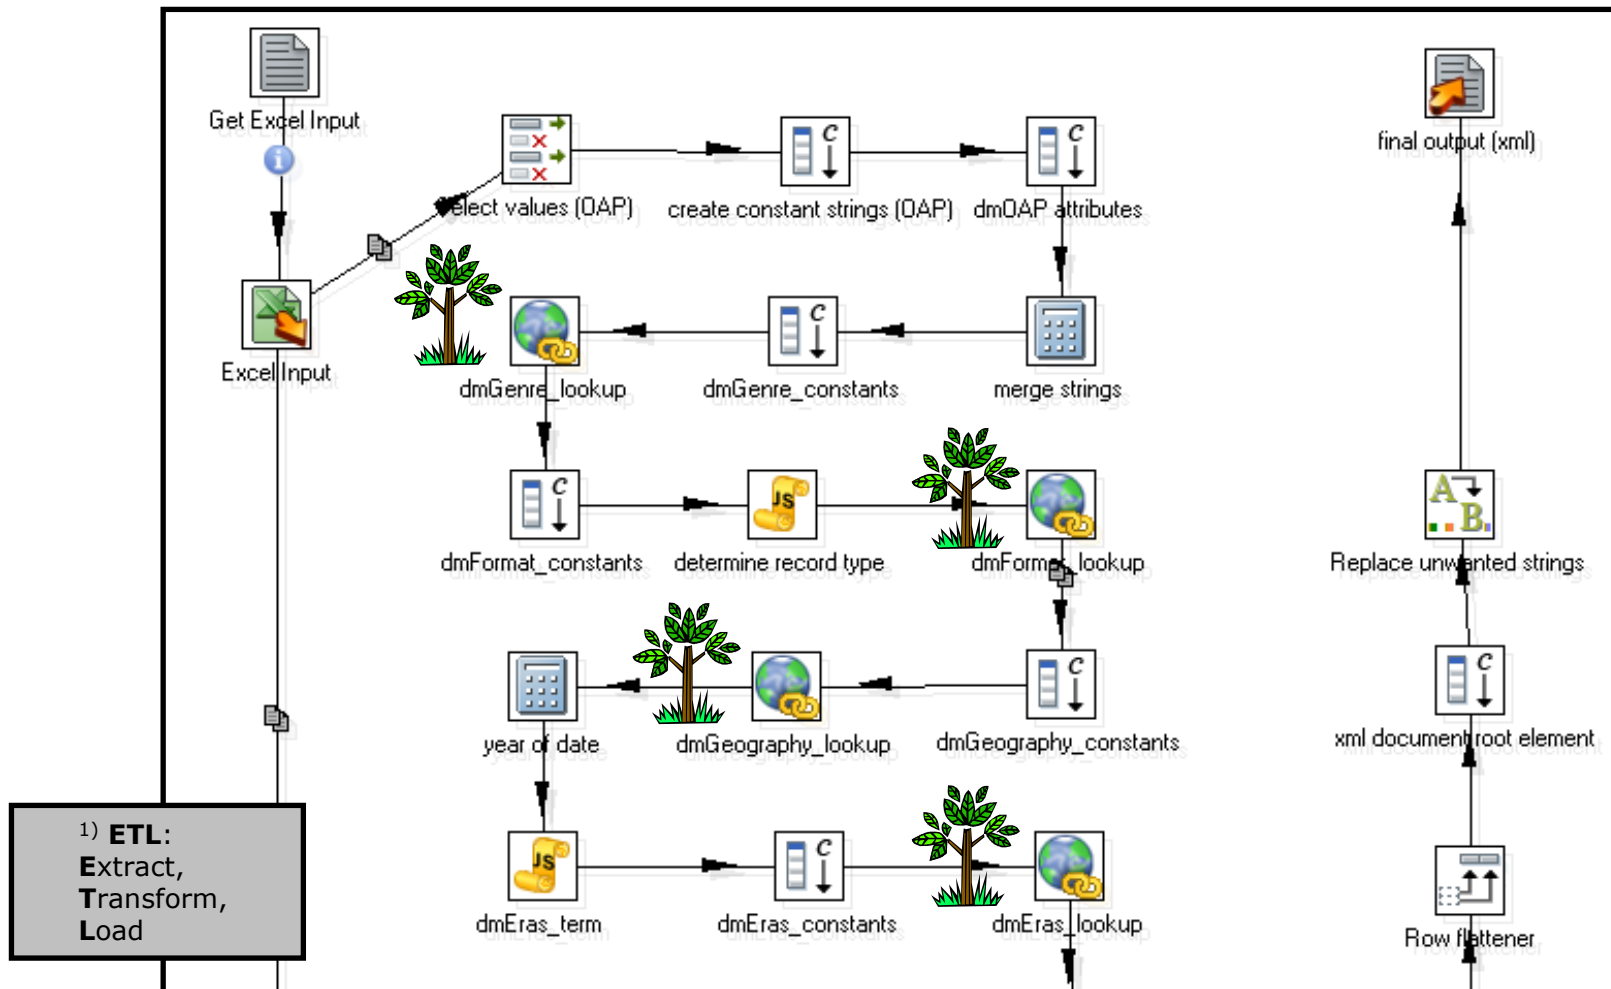 Get Excel Input
final output (xml)
Select values (OAP)
create constant strings (OAP)
dmOAP attributes
Excel Input
dmGenre_lookup
dmGenre_constants
merge strings
dmFormat_constants
determine record type
dmFormat_lookup
Replace unwanted strings
year of date
dmGeography_lookup
dmGeography_constants
xml document root element
1) ETL:
Extract,
Transform,
Load
dmEras_term
dmEras_constants
dmEras_lookup
Row flattener